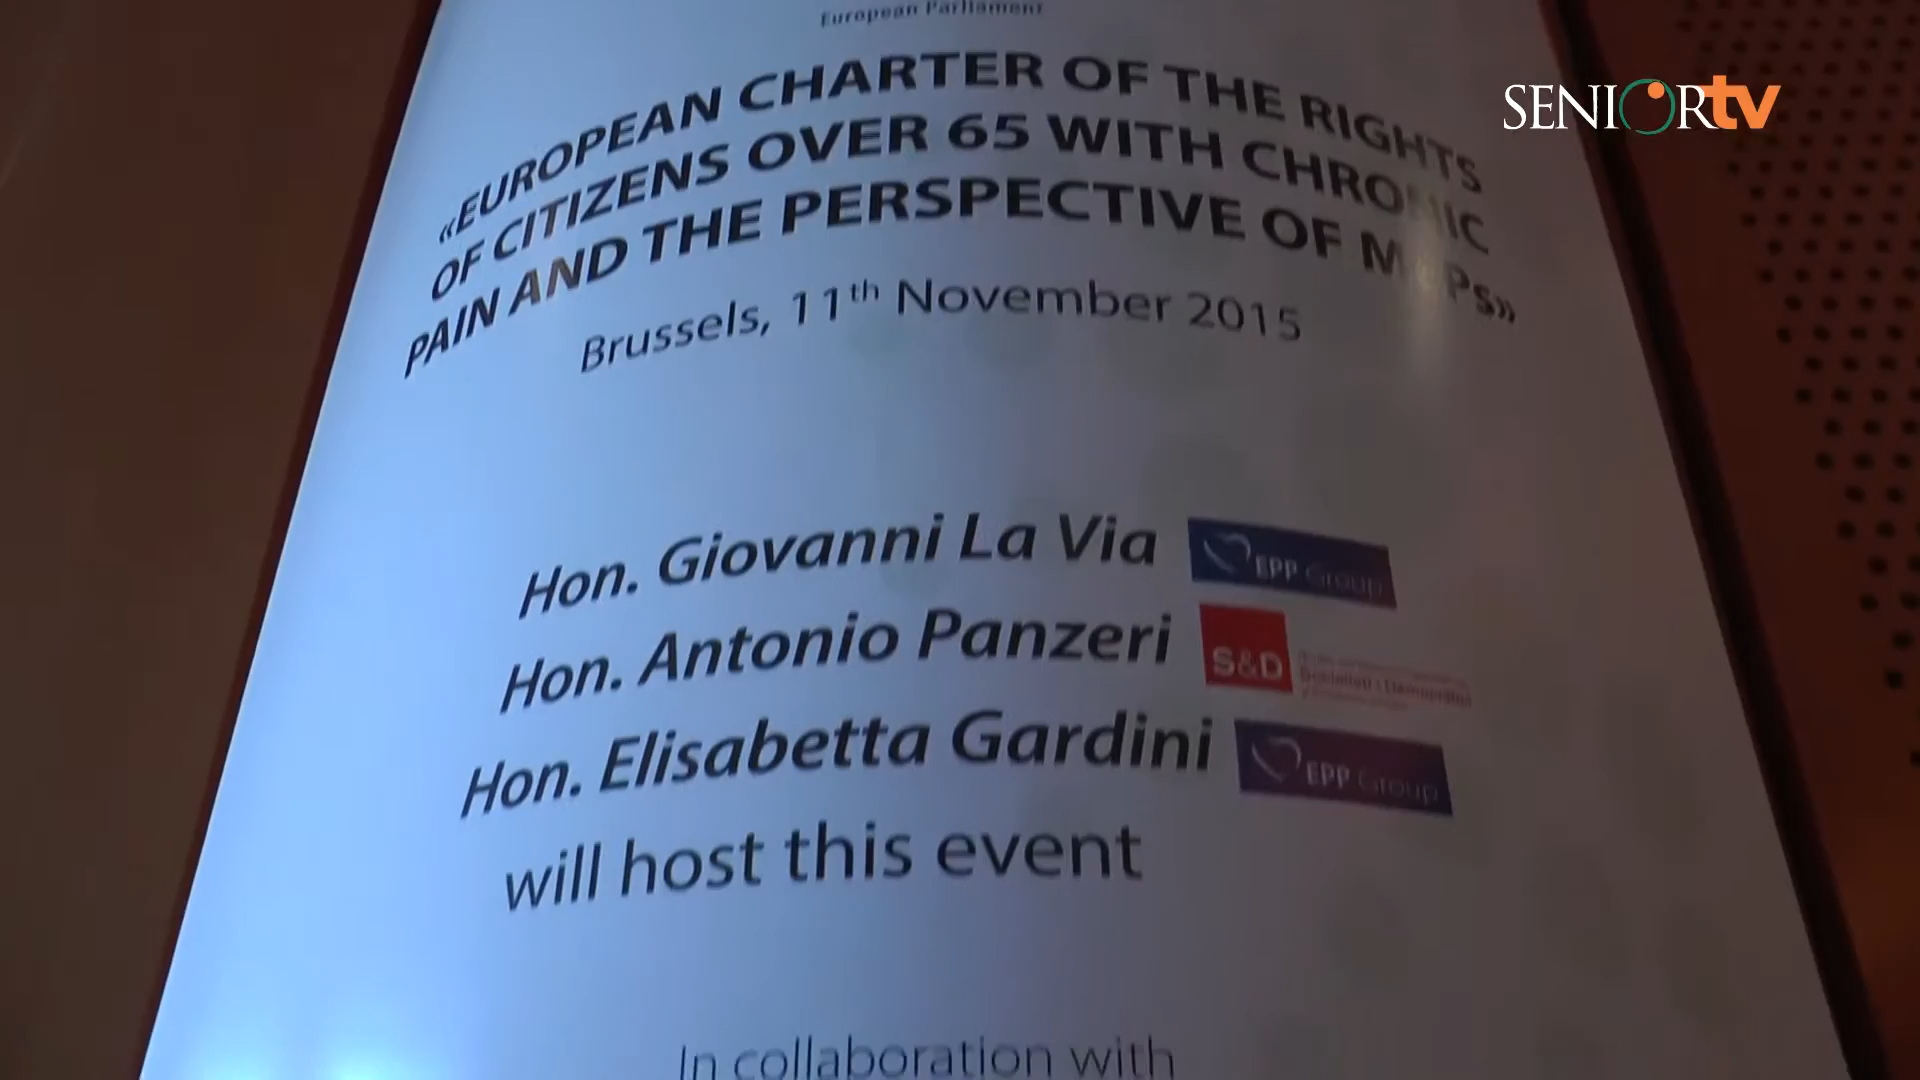 European Parliament
SENIORtv
«EUROPEAN CHARTER OF THE RIGHTS
OF CITIZENS OVER 65 WITH CHRONIC
PAIN AND THE PERSPECTIVE OF MEPs»
Brussels, 11th November 2015
Hon. Giovanni La Via EPP Group
Hon. Antonio Panzeri S&D
Hon. Elisabetta Gardini EPP Group
will host this event
In collaboration with